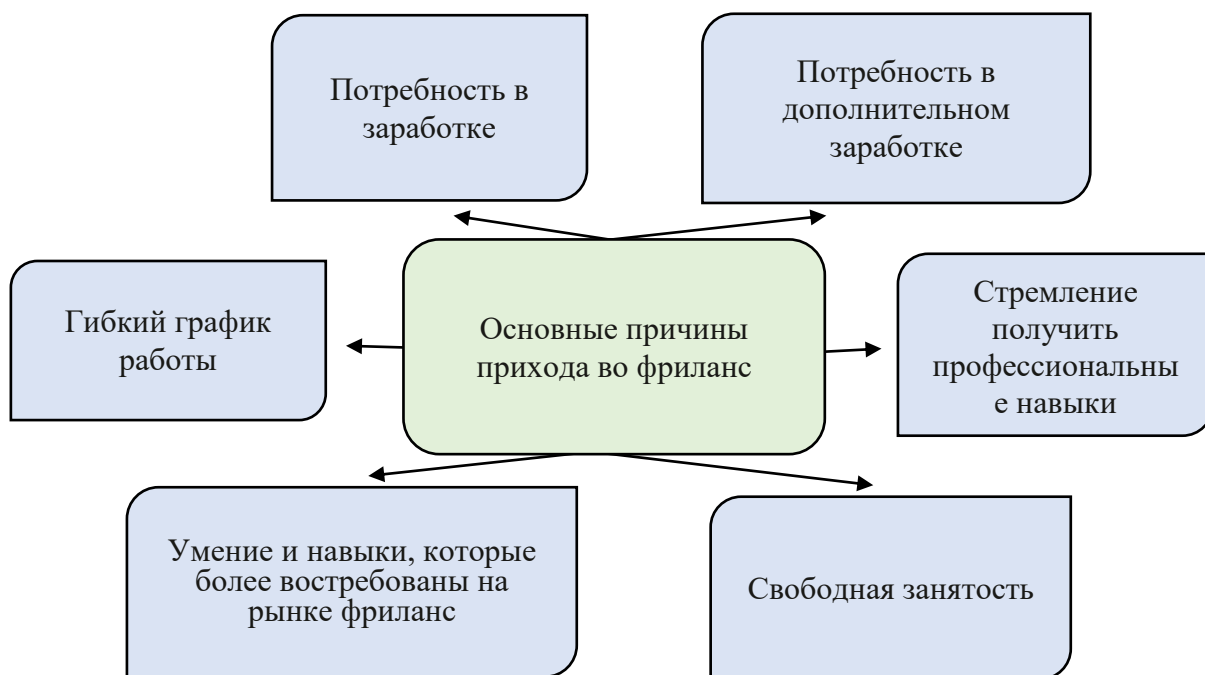 Потребность в
заработке
Потребность в
дополнительном
заработке
Гибкий график
работы
Основные причины
прихода во фриланс
Стремление
получить
профессиональны
е навыки
Умение и навыки, которые
более востребованы на
рынке фриланс
Свободная занятость